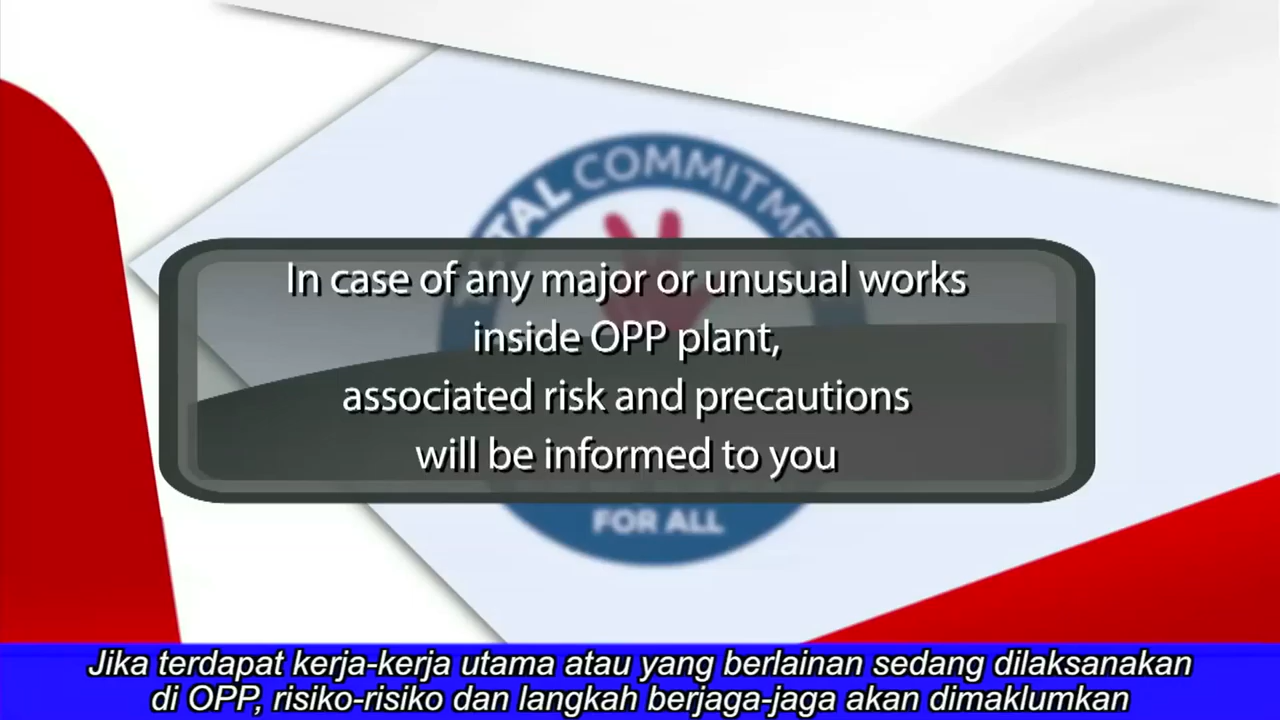 COMMITME
In case of any major or unusual works
inside OPP plant,
associated risk and precautions
will be informed to you
FOR ALL
Jika terdapat kerja-kerja utama atau yang berlainan sedang dilaksanakan
di OPP, risiko-risiko dan langkah berjaga-jaga akan dimaklumkan